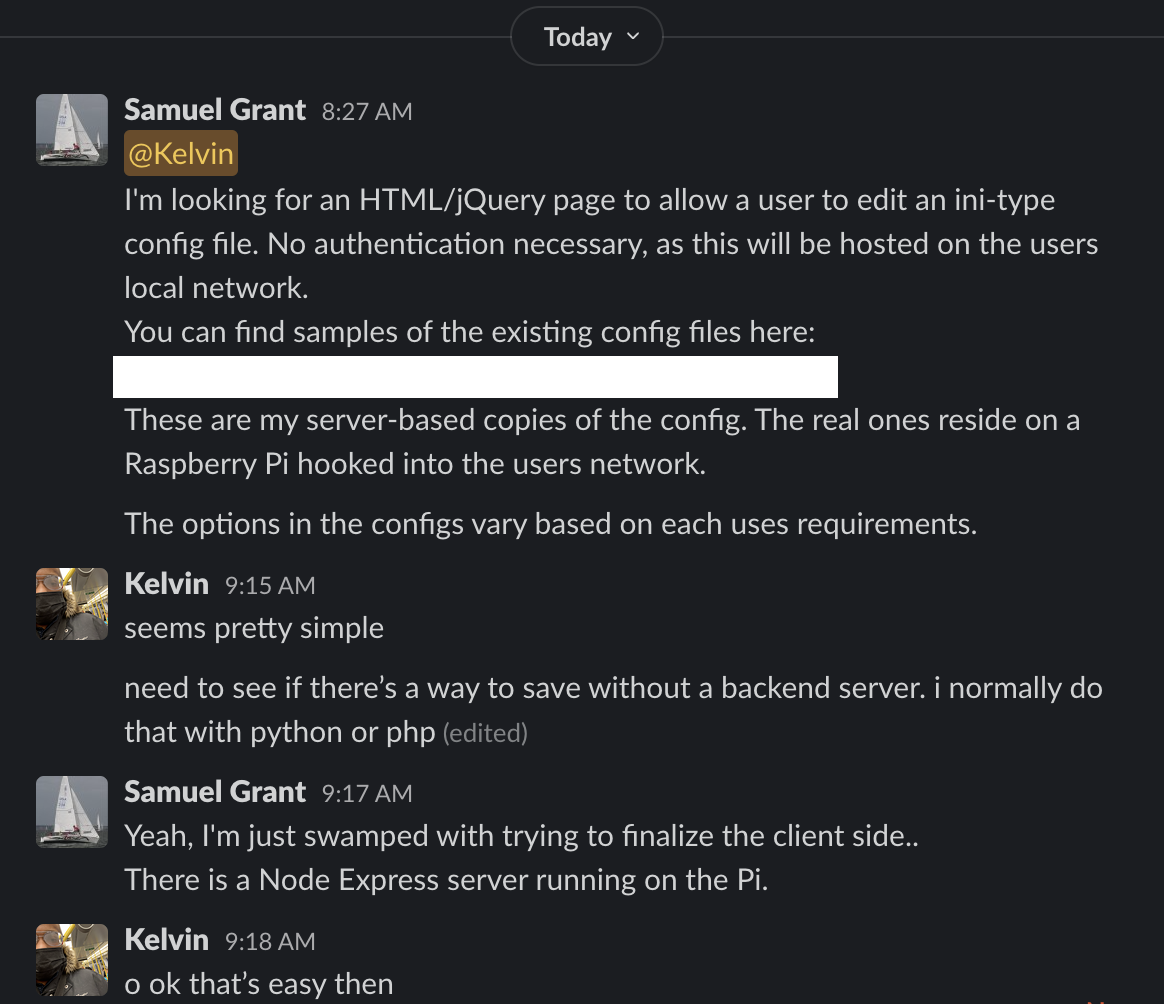 Today
Samuel Grant 8:27 AM
@Kelvin
I'm looking for an HTML/jQuery page to allow a user to edit an ini-type
config file. No authentication necessary, as this will be hosted on the users
local network.
You can find samples of the existing config files here:
These are my server-based copies of the config. The real ones reside on a
Raspberry Pi hooked into the users network.
The options in the configs vary based on each uses requirements.
Kelvin 9:15 AM
seems pretty simple
need to see if there’s a way to save without a backend server. i normally do
that with python or php (edited)
Samuel Grant 9:17 AM
Yeah, I'm just swamped with trying to finalize the client side..
There is a Node Express server running on the Pi.
Kelvin 9:18 AM
o ok that’s easy then